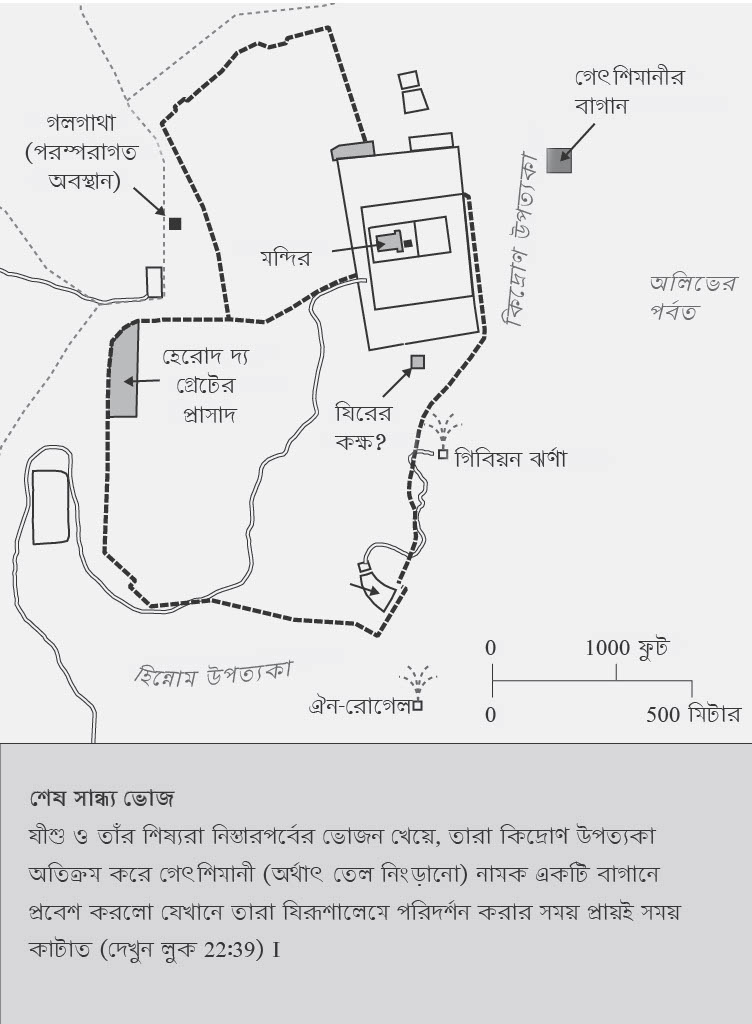 গেৎশিমানীর
বাগান
গলগাথা
(পরম্পরাগত
অবস্থান)
কিদ্রোণ উপত্যকা
মন্দির
অলিভের
পর্বত
হেরোদ দ্য
গ্রেটের
প্রাসাদ
যিরের
কক্ষ?
গিবিয়ন ঝর্ণা
হিন্নোম উপত্যকা
ঐন-রোগেল
0 1000 ফুট
0 500 মিটার
শেষ সান্ধ্য ভোজ
যীশু ও তাঁর শিষ্যরা নিস্তারপর্বের ভোজন খেয়ে, তারা কিদ্রোণ উপত্যকা
অতিক্রম করে গেৎশিমানী (অর্থাৎ তেল নিংড়ানো) নামক একটি বাগানে
প্রবেশ করলো যেখানে তারা যিরূশালেমে পরিদর্শন করার সময় প্রায়ই সময়
কাটাত (দেখুন লুক 22:39) I